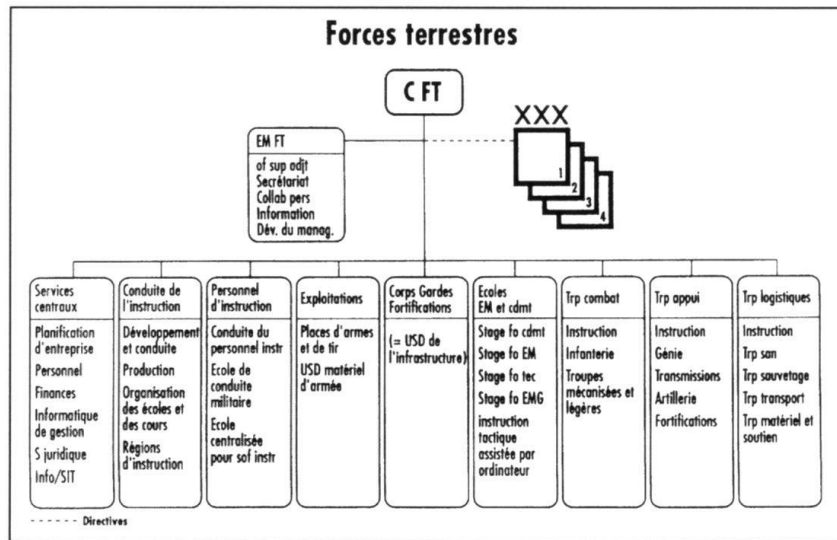 Forces terrestres
C FT
XXX
1
2
3
4
EM FT
of sup adjt
Secrétariat
Collab pers
Information
Dév. du manag.
Services
centraux
Planification
d'entreprise
Personnel
Finances
Informatique
de gestion
S juridique
Info/SIT
Conduite de
l'instruction
Développement
et conduite
Production
Organisation
des écoles et
des cours
Régions
d'instruction
Personnel
d'instruction
Conduite du
personnel instr
Ecole de
conduite
militaire
Ecole
centralisée
pour sof instr
Exploitations
Places d'armes
et de tir
USD matériel
d'armée
Corps Gardes
Fortifications
(= USD de
l'infrastructure)
Ecoles
EM et cdmt
Stage fo cdmt
Stage fo EM
Stage fo tec
Stage fo EMG
instruction
tactique
assistée par
ordinateur
Trp combat
Instruction
Infanterie
Troupes
mécanisées et
légères
Trp appui
Instruction
Génie
Transmissions
Artillerie
Fortifications
Trp logistiques
Instruction
Trp san
Trp sauvetage
Trp transport
Trp matériel et
soutien
------- Directives